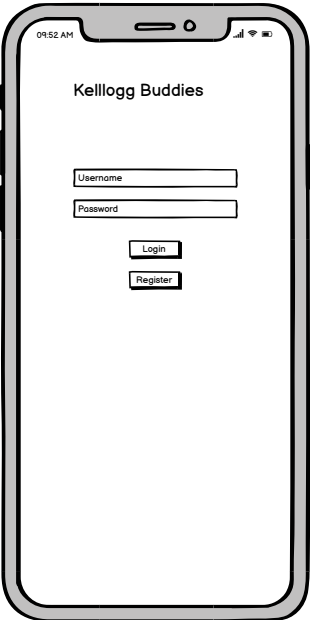 09:52 AM
Kelllogg Buddies
Username
Password
Login
Register